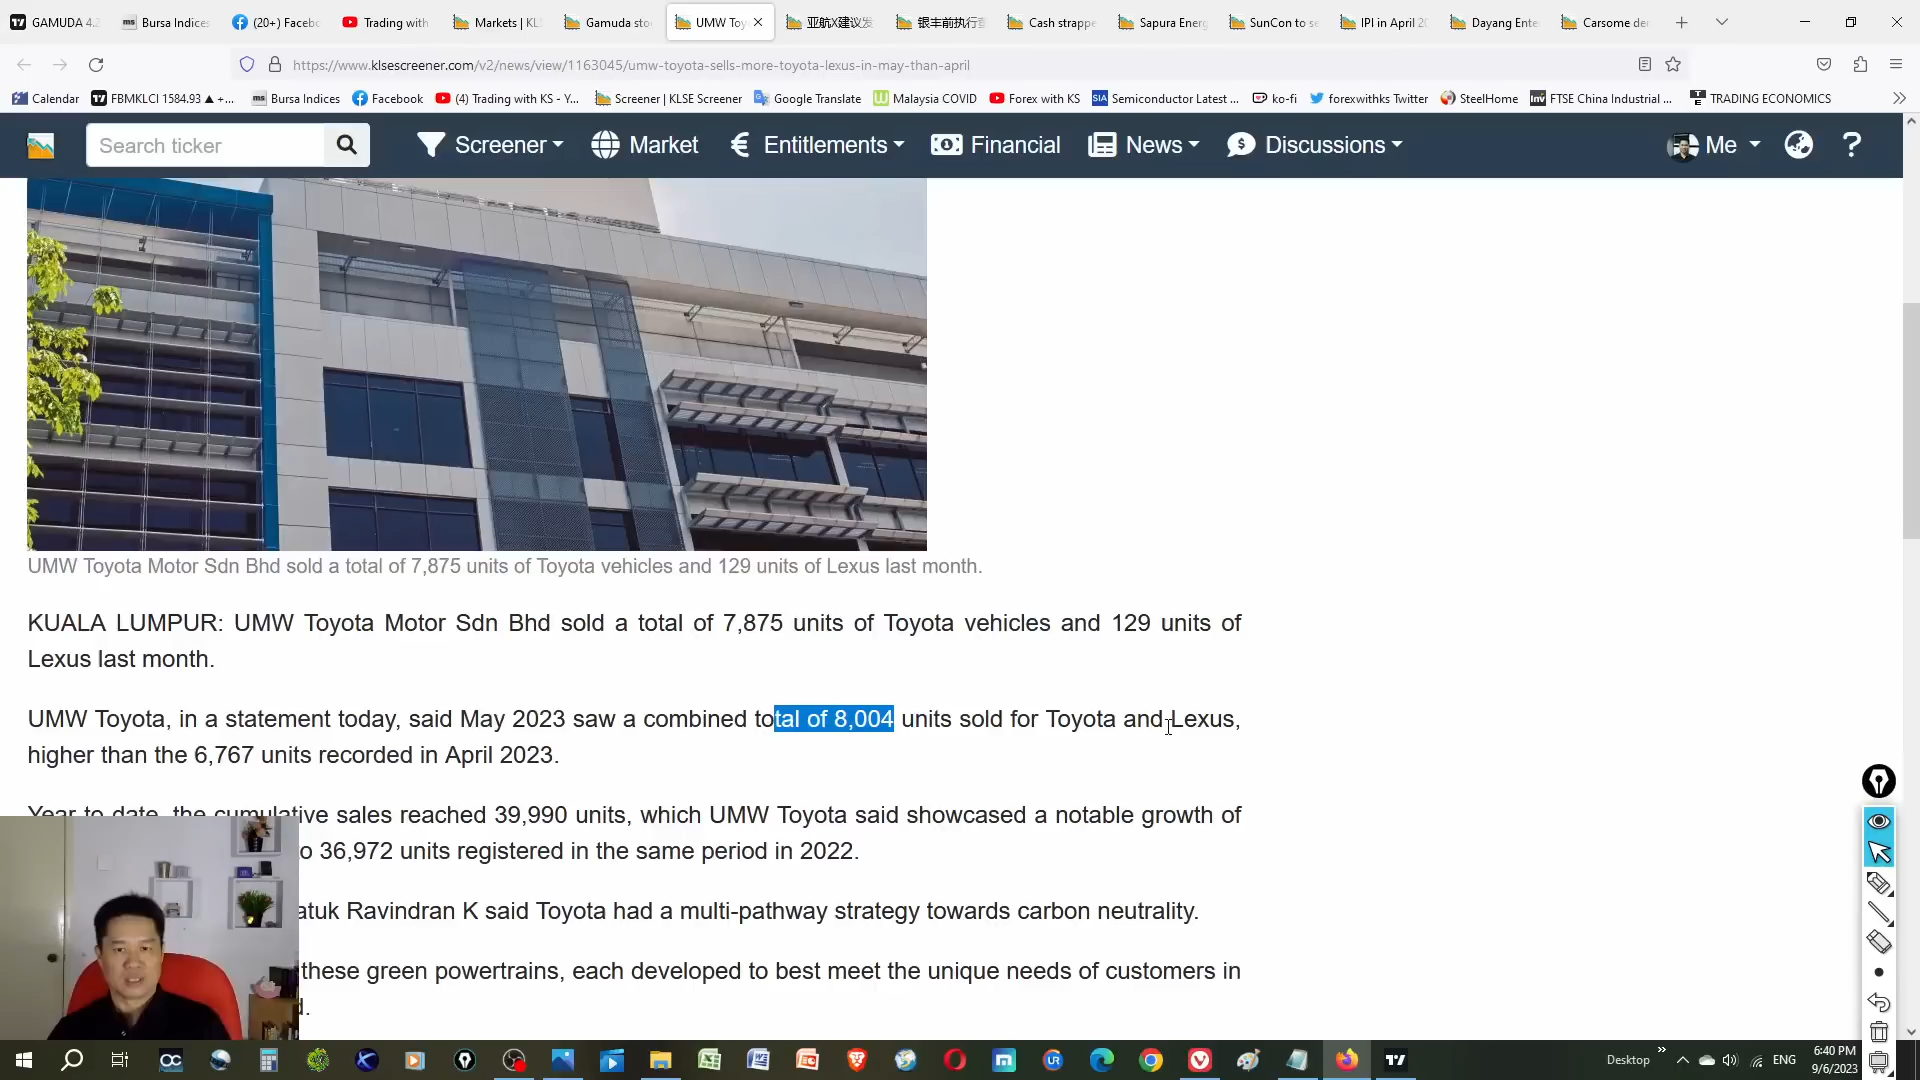 GAMUDA 4.2
Bursa Indices
(20+) Faceb
Trading with
Markets | KL
Gamuda sto
UMW Toy
亚航X建议发
银丰前执行
Cash strappe
Sapura Energ
SunCon to se
IPI in April 20
Dayang Ente
Carsome de
https://www.klsescreener.com/v2/news/view/1163045/umw-toyota-sells-more-toyota-lexus-in-may-than-april
Calendar
FBMKLCI 1584.93 ▲ +...
Bursa Indices
Facebook
(4) Trading with KS - Y...
Screener | KLSE Screener
Google Translate
Malaysia COVID
Forex with KS
Semiconductor Latest ...
ko-fi
forexwithks Twitter
SteelHome
FTSE China Industrial ...
TRADING ECONOMICS
Search ticker
Screener
Market
Entitlements
Financial
News
Discussions
Me
?
UMW Toyota Motor Sdn Bhd sold a total of 7,875 units of Toyota vehicles and 129 units of Lexus last month.
KUALA LUMPUR: UMW Toyota Motor Sdn Bhd sold a total of 7,875 units of Toyota vehicles and 129 units of
Lexus last month.
UMW Toyota, in a statement today, said May 2023 saw a combined total of 8,004 units sold for Toyota and Lexus,
higher than the 6,767 units recorded in April 2023.
Year to date, the cumulative sales reached 39,990 units, which UMW Toyota said showcased a notable growth of
o 36,972 units registered in the same period in 2022.
atuk Ravindran K said Toyota had a multi-pathway strategy towards carbon neutrality.
these green powertrains, each developed to best meet the unique needs of customers in
d.
Desktop
ENG
6:40 PM
9/6/2023